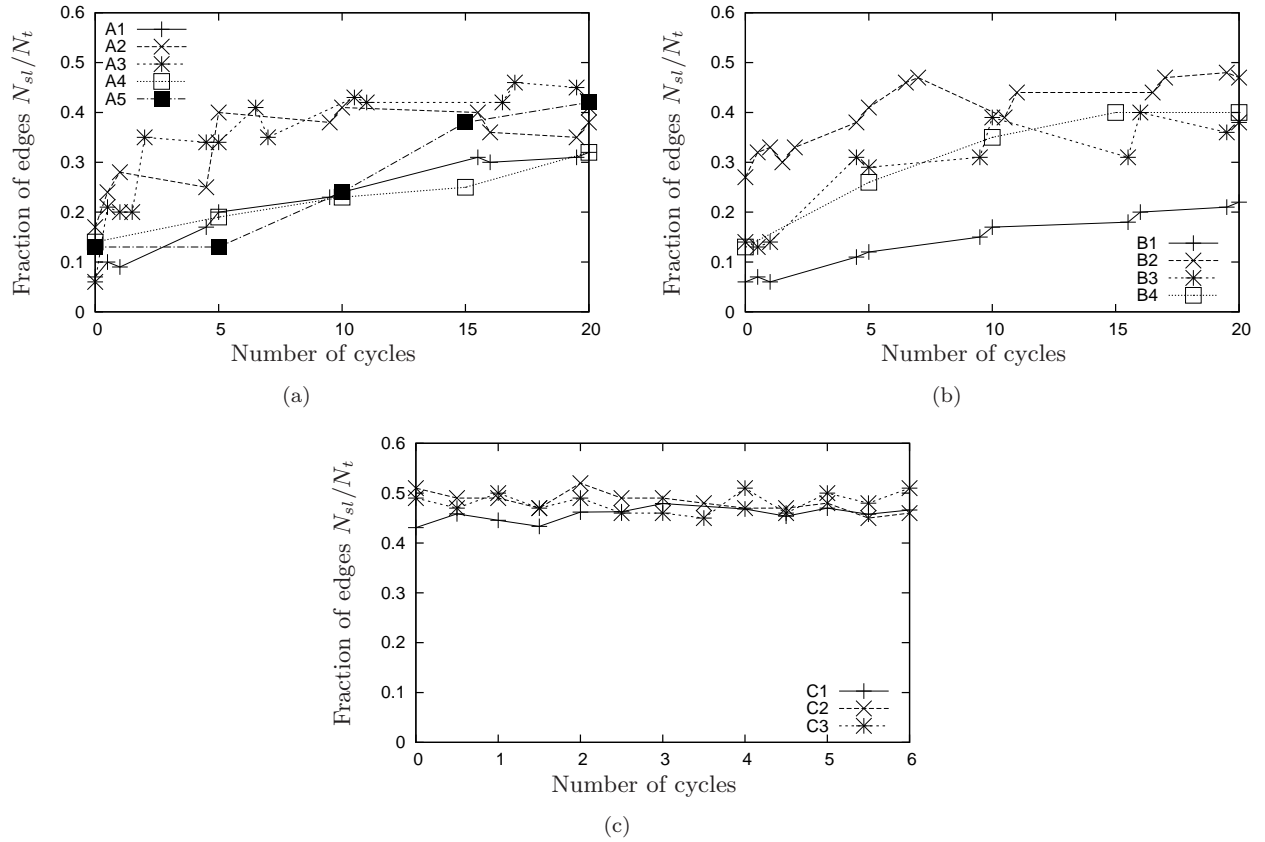 Fraction of edges N_sl/N_t
0.6
0.5
0.4
0.3
0.2
0.1
0
A1
A2
A3
A4
A5
0 5 10 15 20
Number of cycles
(a)
Fraction of edges N_sl/N_t
0.6
0.5
0.4
0.3
0.2
0.1
0
B1
B2
B3
B4
0 5 10 15 20
Number of cycles
(b)
Fraction of edges N_sl/N_t
0.6
0.5
0.4
0.3
0.2
0.1
0
C1
C2
C3
0 1 2 3 4 5 6
Number of cycles
(c)